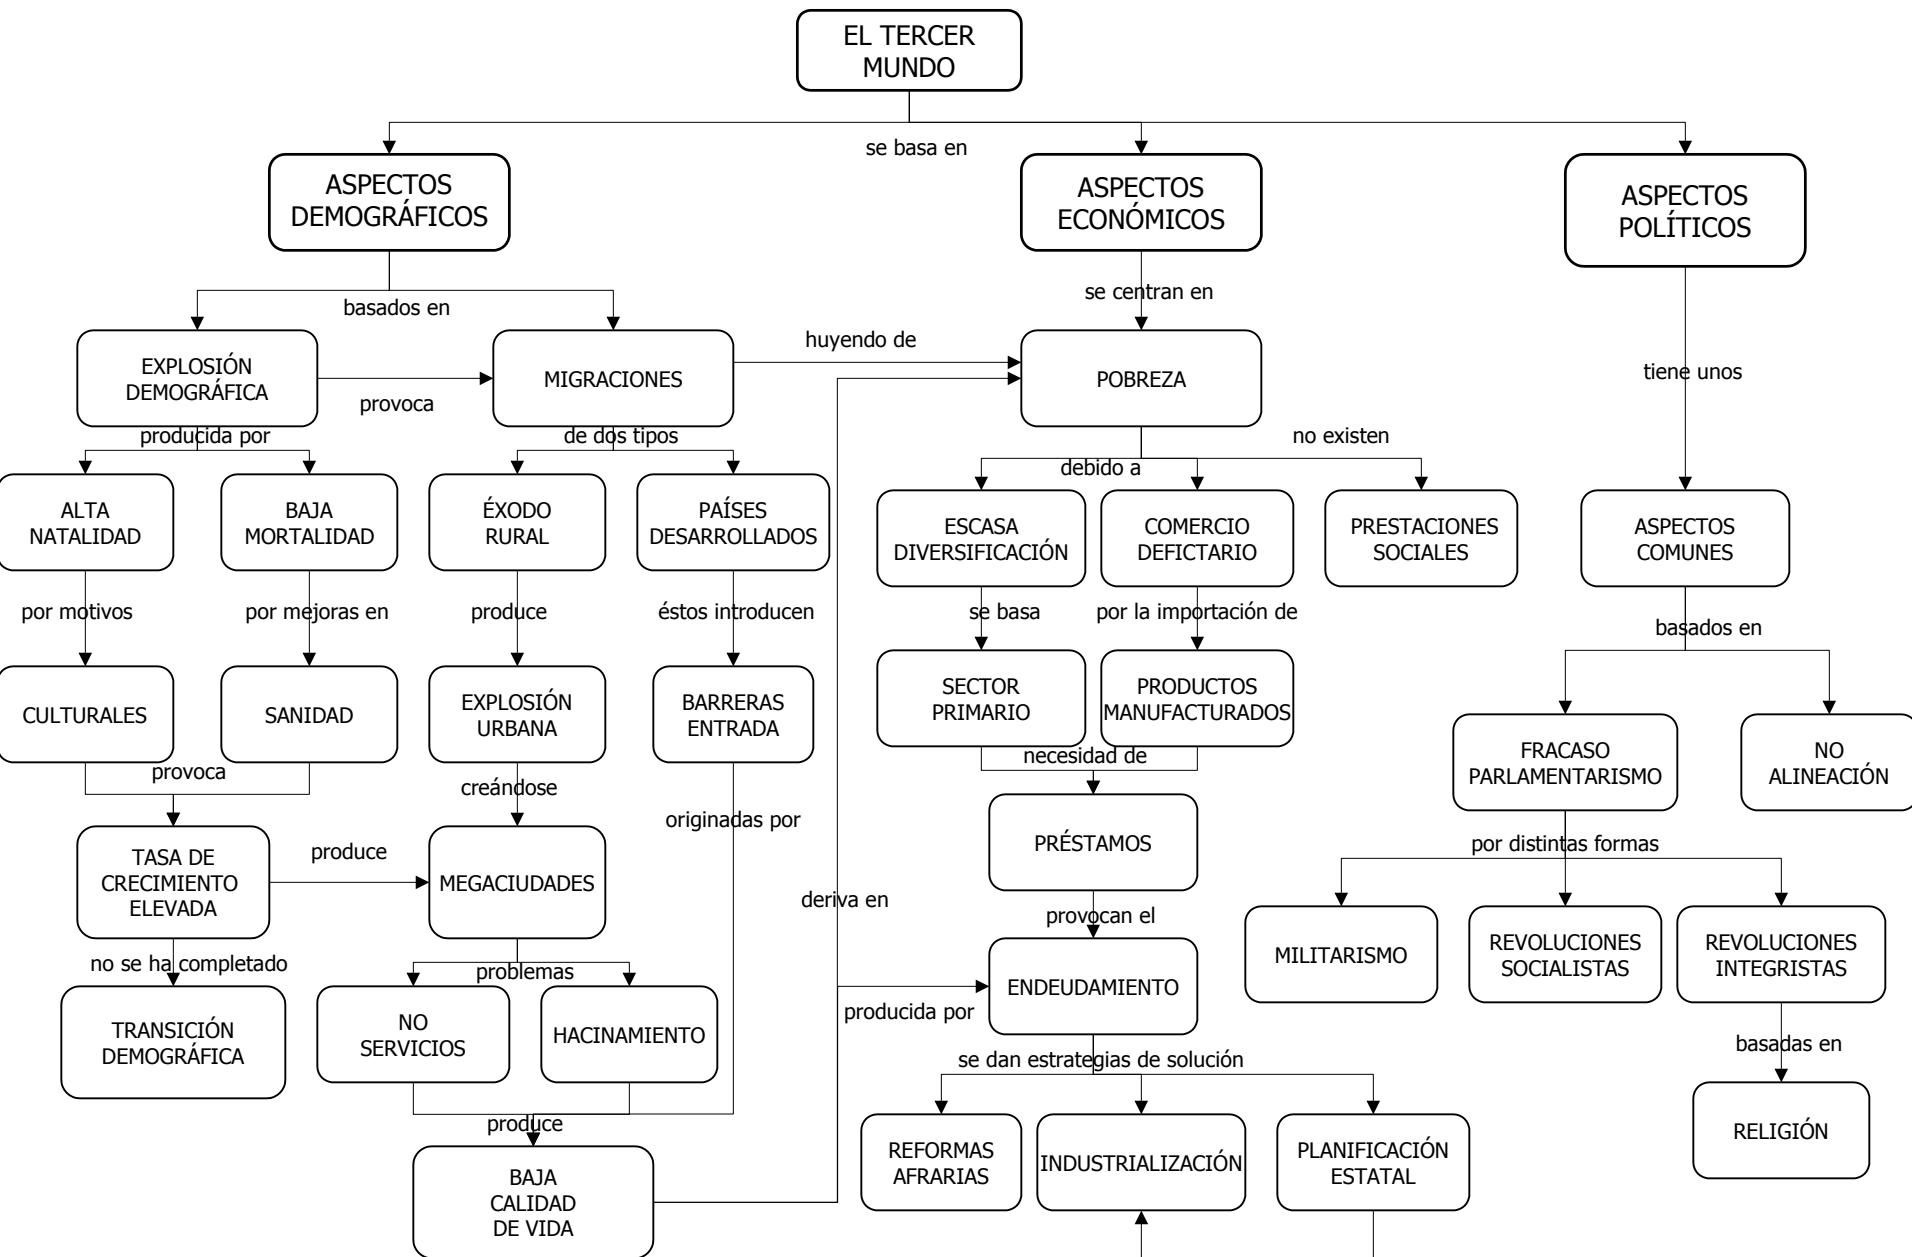 EL TERCER
MUNDO
se basa en
ASPECTOS
DEMOGRÁFICOS
ASPECTOS
ECONÓMICOS
ASPECTOS
POLÍTICOS
basados en
se centran en
tiene unos
EXPLOSIÓN
DEMOGRÁFICA
provoca
MIGRACIONES
huyendo de
POBREZA
producida por
de dos tipos
debido a
no existen
ALTA
NATALIDAD
BAJA
MORTALIDAD
ÉXODO
RURAL
PAÍSES
DESARROLLADOS
ESCASA
DIVERSIFICACIÓN
COMERCIO
DEFICTARIO
PRESTACIONES
SOCIALES
ASPECTOS
COMUNES
por motivos
por mejoras en
produce
éstos introducen
se basa
por la importación de
basados en
CULTURALES
SANIDAD
EXPLOSIÓN
URBANA
BARRERAS
ENTRADA
SECTOR
PRIMARIO
PRODUCTOS
MANUFACTURADOS
FRACASO
PARLAMENTARISMO
NO
ALINEACIÓN
provoca
creándose
originadas por
necesidad de
por distintas formas
TASA DE
CRECIMIENTO
ELEVADA
produce
MEGACIUDADES
deriva en
PRÉSTAMOS
provocan el
MILITARISMO
REVOLUCIONES
SOCIALISTAS
REVOLUCIONES
INTEGRISTAS
no se ha completado
problemas
producida por
ENDEUDAMIENTO
basadas en
TRANSICIÓN
DEMOGRÁFICA
NO
SERVICIOS
HACINAMIENTO
se dan estrategias de solución
RELIGIÓN
produce
BAJA
CALIDAD
DE VIDA
REFORMAS
AFRARIAS
INDUSTRIALIZACIÓN
PLANIFICACIÓN
ESTATAL